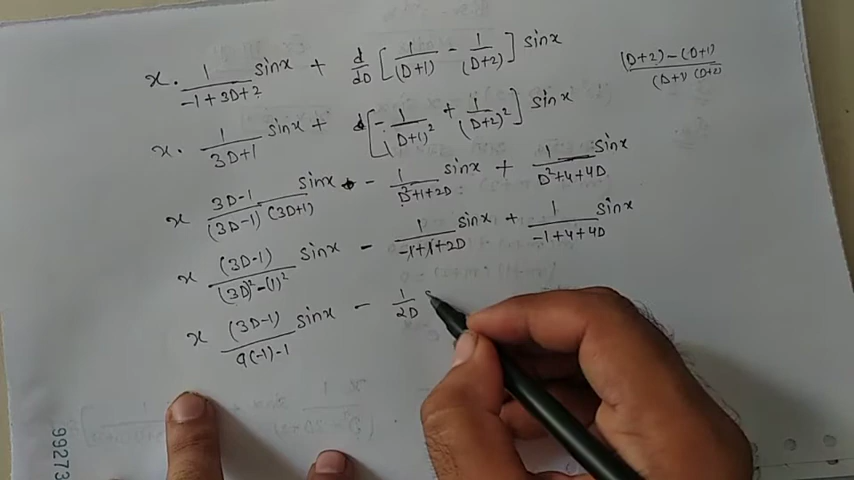 x. 1/(-1+3D+2) sinx + d/dD [1/(D+1) - 1/(D+2)] sinx
((D+2)-(D+1))/((D+1)(D+2))
x. 1/(3D+1) sinx + d[-1/(D+1)² + 1/(D+2)²] sinx
x (3D-1)/((3D-1)(3D+1)) sinx - 1/(D²+1+2D) sinx + 1/(D²+4+4D) sinx
x (3D-1)/((3D)²-(1)²) sinx - 1/(-1+1+2D) sinx + 1/(-1+4+4D) sinx
x (3D-1)/(9(-1)-1) sinx - 1/2D s
99273